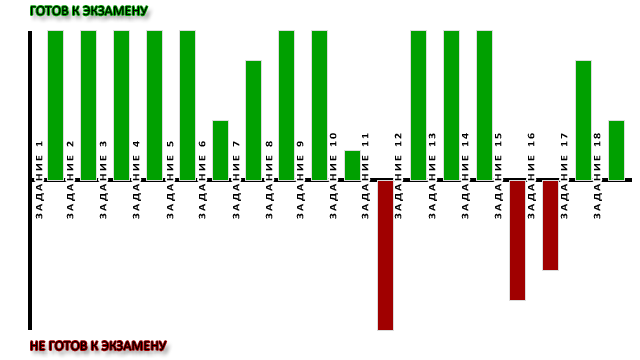 ГОТОВ К ЭКЗАМЕНУ
ЗАДАНИЕ 1
ЗАДАНИЕ 2
ЗАДАНИЕ 3
ЗАДАНИЕ 4
ЗАДАНИЕ 5
ЗАДАНИЕ 6
ЗАДАНИЕ 7
ЗАДАНИЕ 8
ЗАДАНИЕ 9
ЗАДАНИЕ 10
ЗАДАНИЕ 11
ЗАДАНИЕ 12
ЗАДАНИЕ 13
ЗАДАНИЕ 14
ЗАДАНИЕ 15
ЗАДАНИЕ 16
ЗАДАНИЕ 17
ЗАДАНИЕ 18
НЕ ГОТОВ К ЭКЗАМЕНУ